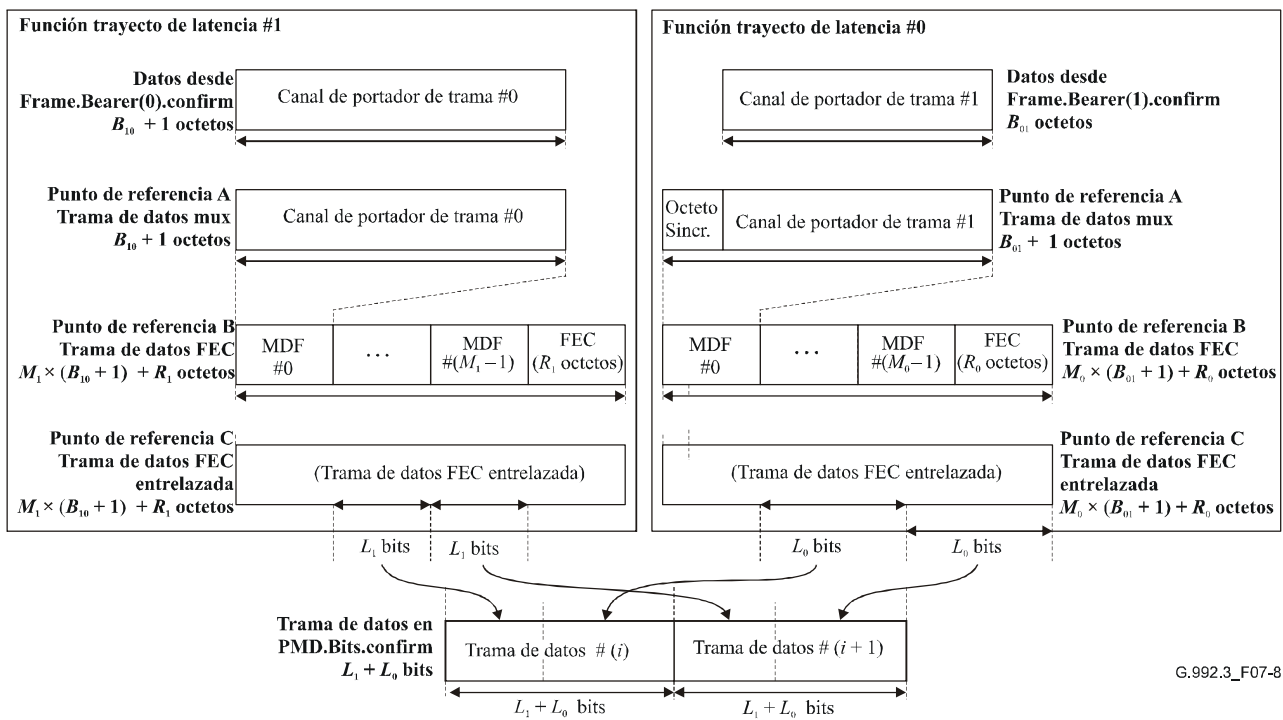 Función trayecto de latencia #1
Datos desde
Frame.Bearer(0).confirm
B₁₀ + 1 octetos
Canal de portador de trama #0
Punto de referencia A
Trama de datos mux
B₁₀ + 1 octetos
Canal de portador de trama #0
Punto de referencia B
Trama de datos FEC
M₁ × (B₁₀ + 1) + R₁ octetos
MDF
#0
...
MDF
#(M₁ – 1)
FEC
(R₁ octetos)
Punto de referencia C
Trama de datos FEC
entrelazada
M₁ × (B₁₀ + 1) + R₁ octetos
(Trama de datos FEC entrelazada)
L₁ bits
L₁ bits
Función trayecto de latencia #0
Canal de portador de trama #1
Datos desde
Frame.Bearer(1).confirm
B₀₁ octetos
Octeto
Sincr.
Canal de portador de trama #1
Punto de referencia A
Trama de datos mux
B₀₁ + 1 octetos
MDF
#0
...
MDF
#(M₀ – 1)
FEC
(R₀ octetos)
Punto de referencia B
Trama de datos FEC
M₀ × (B₀₁ + 1) + R₀ octetos
(Trama de datos FEC entrelazada)
Punto de referencia C
Trama de datos FEC
entrelazada
M₀ × (B₀₁ + 1) + R₀ octetos
L₀ bits
L₀ bits
Trama de datos en
PMD.Bits.confirm
L₁ + L₀ bits
Trama de datos # (i)
Trama de datos # (i + 1)
L₁ + L₀ bits
L₁ + L₀ bits
G.992.3_F07-8